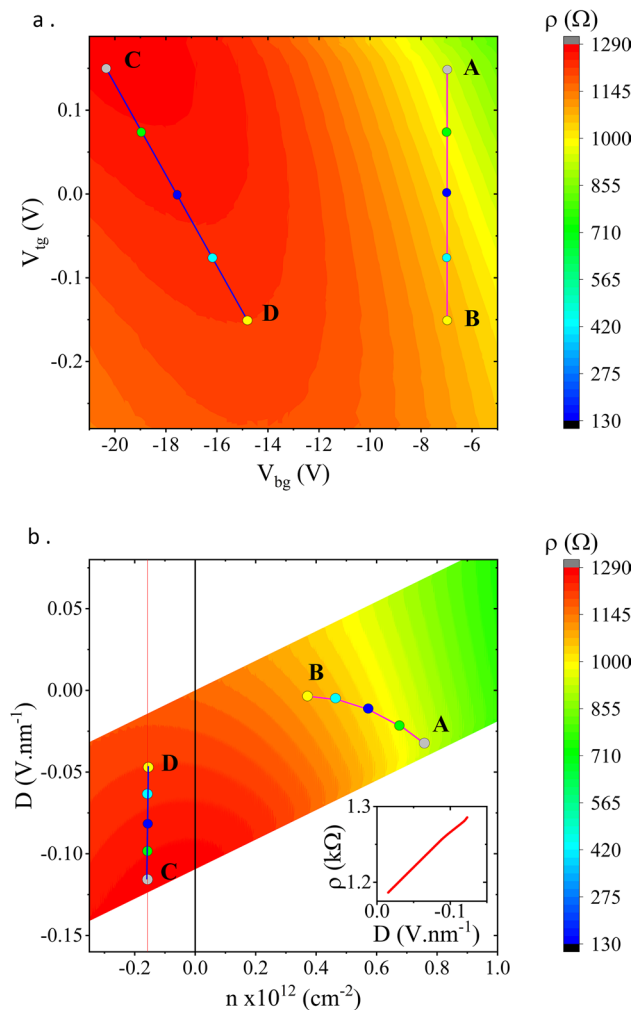 a .
ρ (Ω)
C
A
B
D
0.1
0.0
-0.1
-0.2
V_tg (V)
-20 -18 -16 -14 -12 -10 -8 -6
V_bg (V)
1290
1145
1000
855
710
420
275
130
b .
ρ (Ω)
B
A
D
C
0.05
0.00
-0.05
-0.10
-0.15
D (V.nm⁻¹)
1.3
1.2
ρ (kΩ)
0.0 -0.1
D (V.nm⁻¹)
-0.2 0.0 0.2 0.4 0.6 0.8 1.0
n x10¹² (cm⁻²)
1290
1145
1000
855
710
565
420
275
130